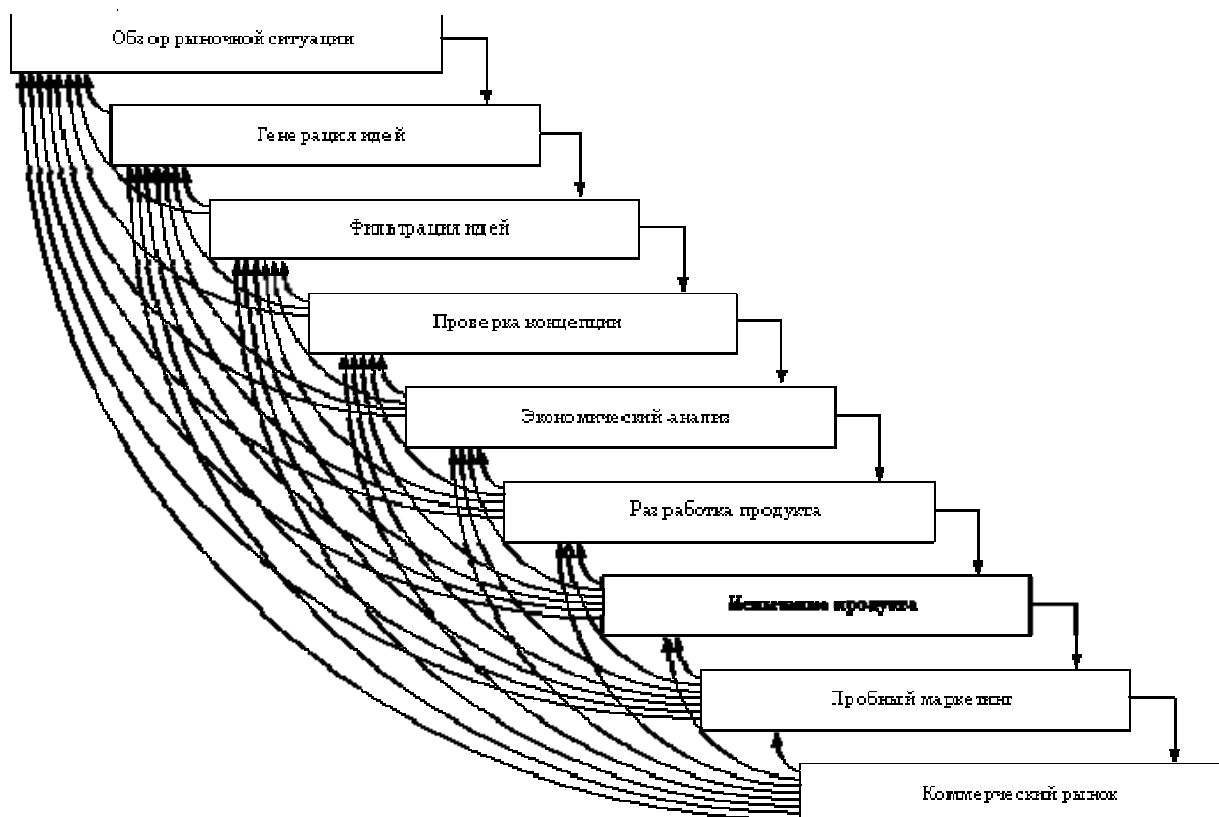 Обзор рыночной ситуации
Генерация идей
Фильтрация идей
Проверка концепции
Экономический анализ
Разработка продукта
Испытание продукта
Пробный маркетинг
Коммерческий рынок